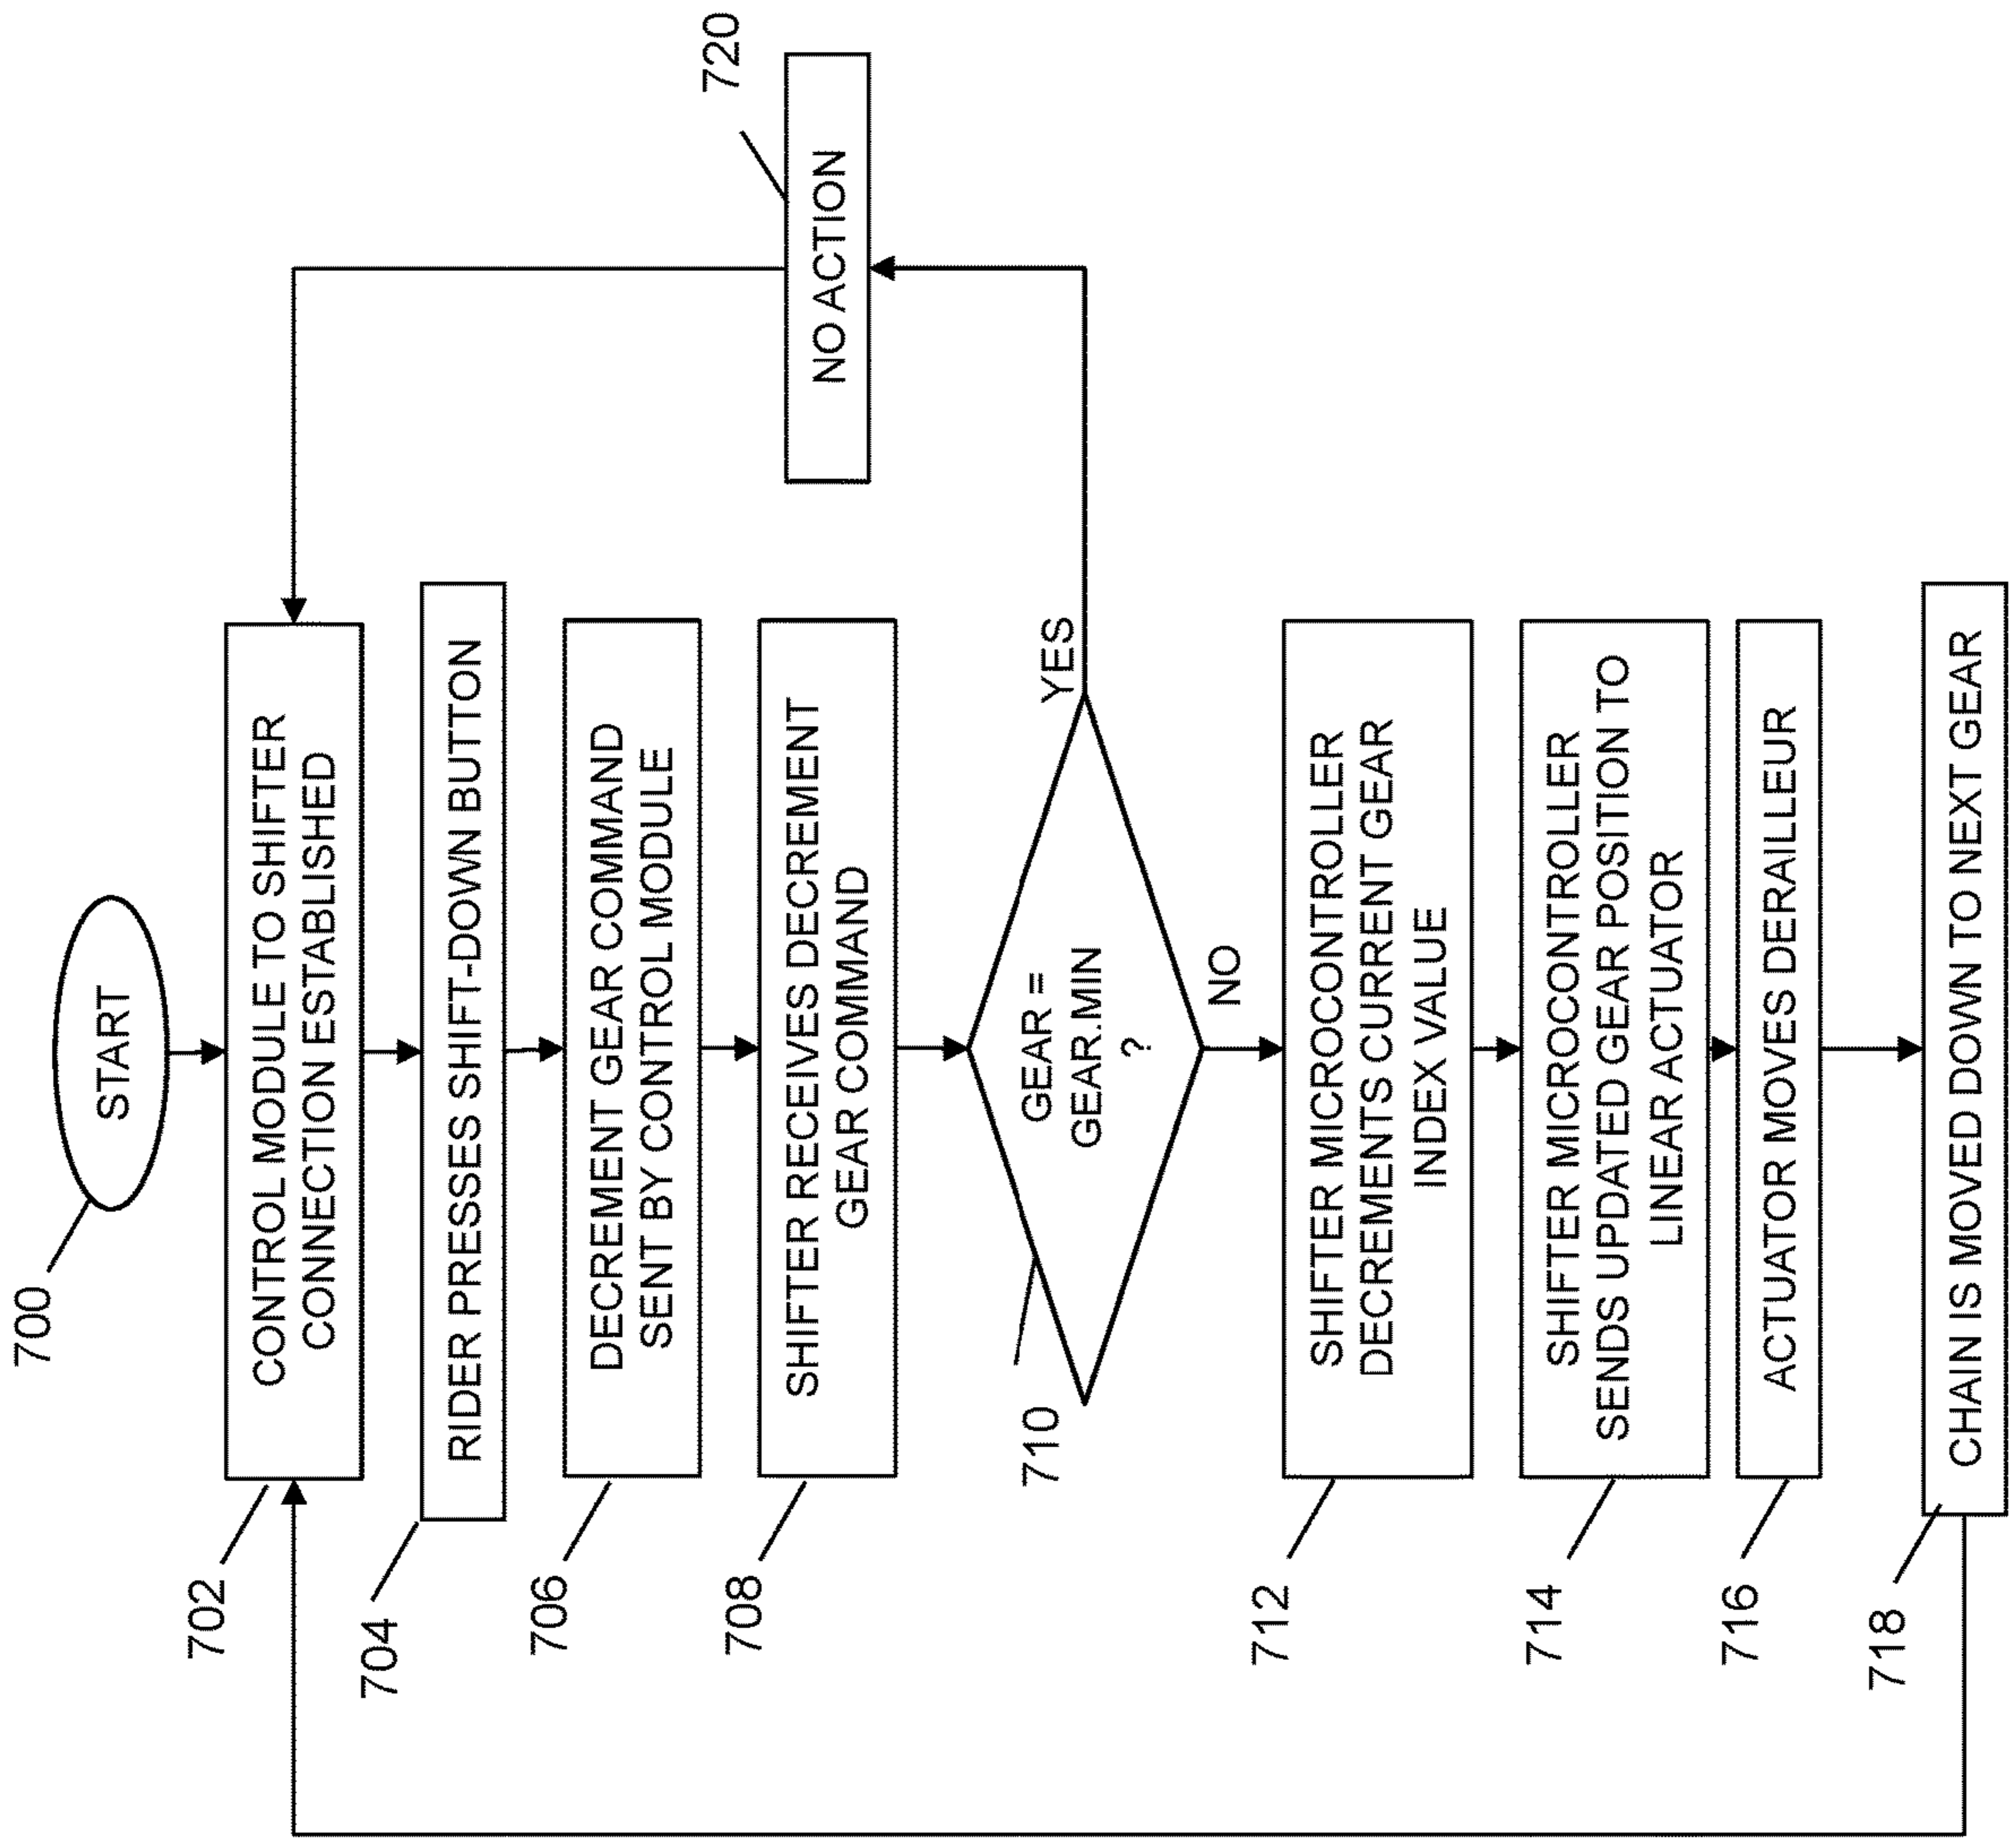 700
START
702
CONTROL MODULE TO SHIFTER
CONNECTION ESTABLISHED
704
RIDER PRESSES SHIFT-DOWN BUTTON
706
DECREMENT GEAR COMMAND
SENT BY CONTROL MODULE
708
SHIFTER RECEIVES DECREMENT
GEAR COMMAND
710
GEAR =
GEAR.MIN
?
YES
NO ACTION
720
NO
712
SHIFTER MICROCONTROLLER
DECREMENTS CURRENT GEAR
INDEX VALUE
714
SHIFTER MICROCONTROLLER
SENDS UPDATED GEAR POSITION TO
LINEAR ACTUATOR
716
ACTUATOR MOVES DERAILLEUR
718
CHAIN IS MOVED DOWN TO NEXT GEAR